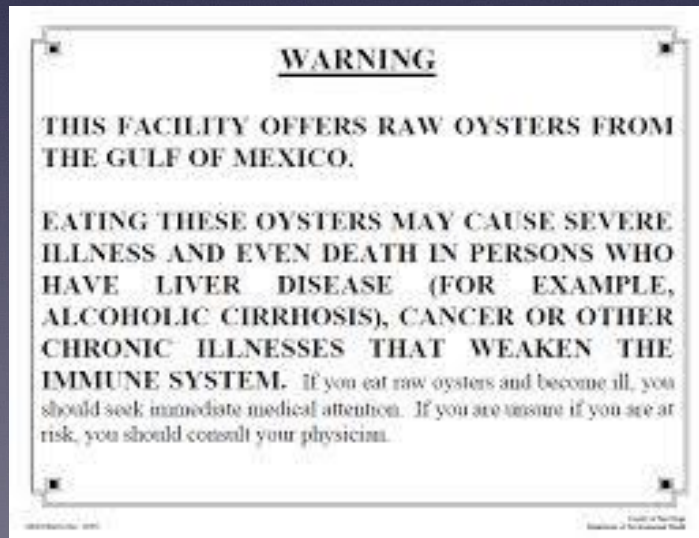 WARNING
THIS FACILITY OFFERS RAW OYSTERS FROM
THE GULF OF MEXICO.
EATING THESE OYSTERS MAY CAUSE SEVERE
ILLNESS AND EVEN DEATH IN PERSONS WHO
HAVE LIVER DISEASE (FOR EXAMPLE,
ALCOHOLIC CIRRHOSIS), CANCER OR OTHER
CHRONIC ILLNESSES THAT WEAKEN THE
IMMUNE SYSTEM. If you eat raw oysters and become ill, you
should seek immediate medical attention. If you are unsure if you are at
risk, you should consult your physician.